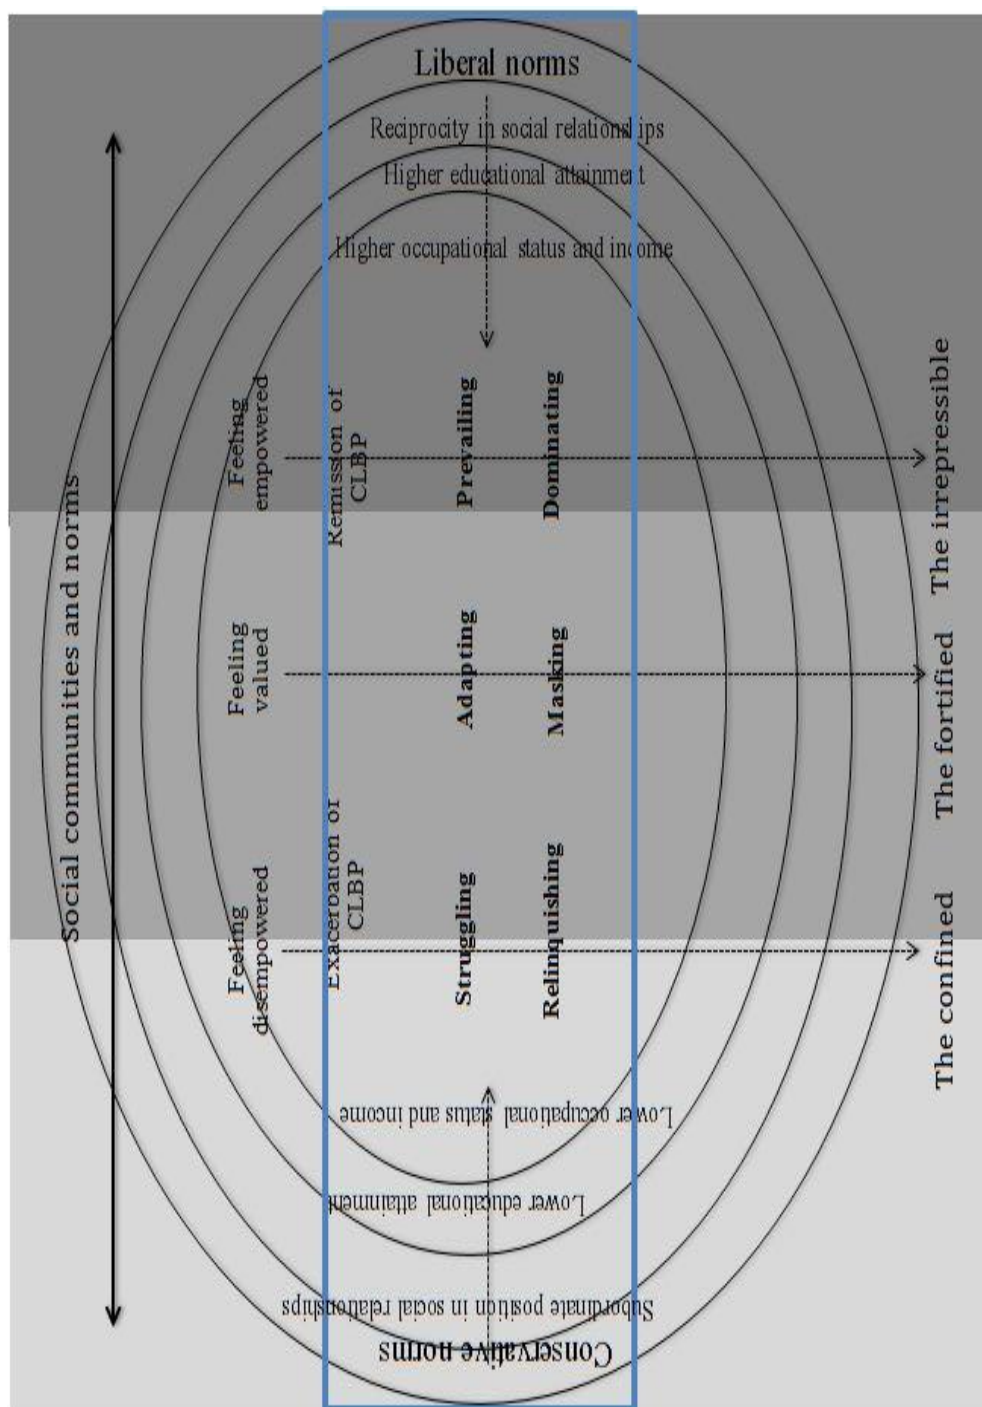 Liberal norms
Reciprocity in social relationships
Higher educational attainment
Higher occupational status and income
Social communities and norms
Feeling
empowered
Remission of
CLBP
Prevailing
Dominating
The irrepressible
Feeling
valued
Adapting
Masking
The fortified
Feeling
disempowered
Exacerbation of
CLBP
Struggling
Relinquishing
The confined
Lower occupational status and income
Lower educational attainment
Subordinate position in social relationships
Conservative norms